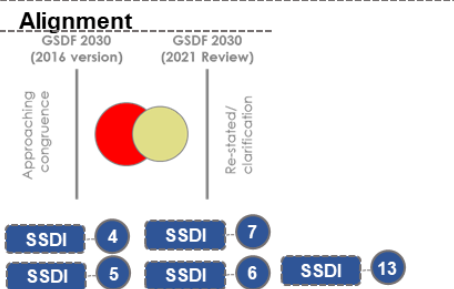 Alignment
GSDF 2030 GSDF 2030
(2016 version) (2021 Review)
Approaching
congruence
Re-stated/
clarification
SSDI 4 SSDI 7
SSDI 5 SSDI 6 SSDI 13